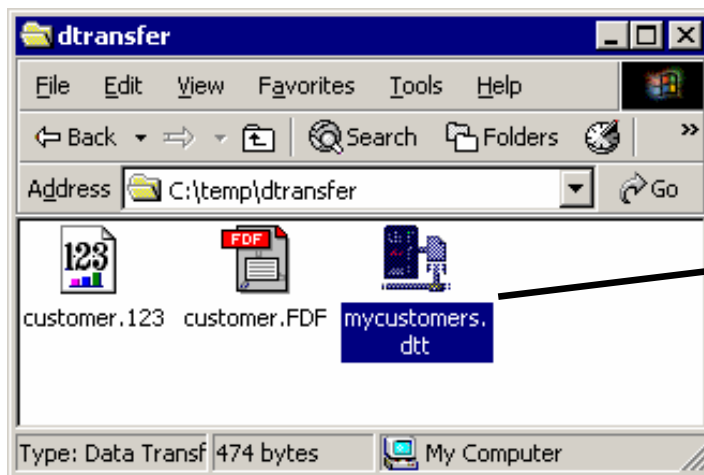 dtransfer
File Edit View Favorites Tools Help
Back Search Folders »
Address C:\temp\dtransfer Go
123 FDF
customer.123 customer.FDF mycustomers.
dtt
Type: Data Transf 474 bytes My Computer